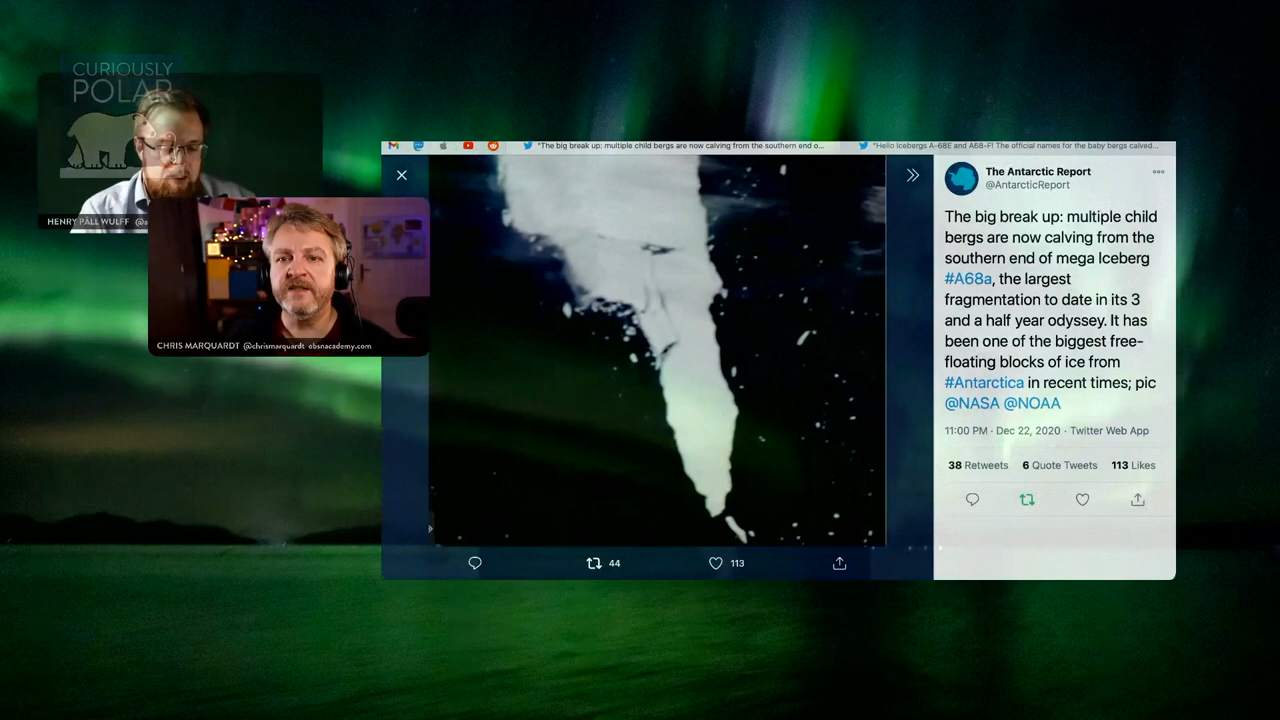 CURIOUSLY
POLAR
HENRY PÁLL WULFF
CHRIS MARQUARDT @chrismarquardt obsnacademy.com
"The big break up: multiple child bergs are now calving from the southern end o...
"Hello Icebergs A-68E and A68-F! The official names for the baby bergs calved...
The Antarctic Report
@AntarcticReport
The big break up: multiple child
bergs are now calving from the
southern end of mega Iceberg
#A68a, the largest
fragmentation to date in its 3
and a half year odyssey. It has
been one of the biggest free-
floating blocks of ice from
#Antarctica in recent times; pic
@NASA @NOAA
11:00 PM · Dec 22, 2020 · Twitter Web App
38 Retweets 6 Quote Tweets 113 Likes
44 113